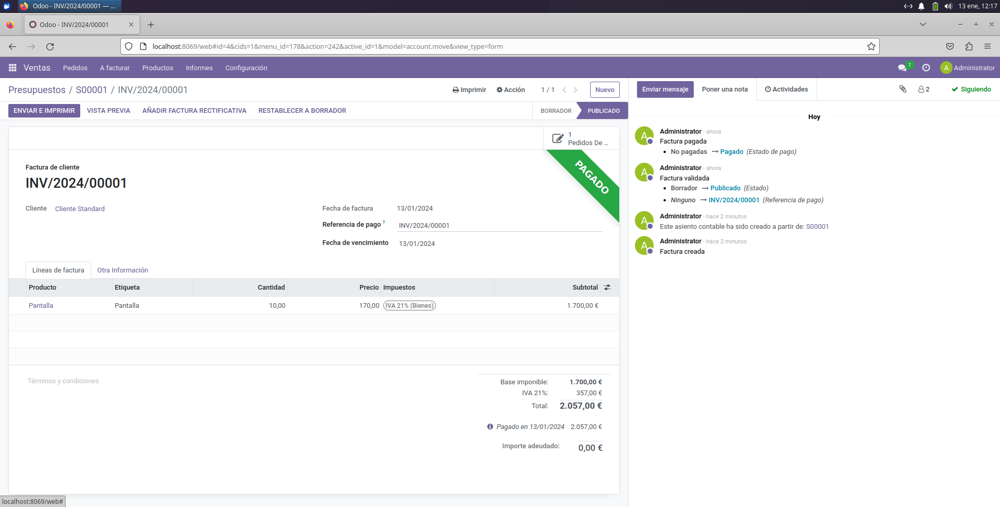 Odoo - INV/2024/00001 — ...
13 ene, 12:17
Odoo - INV/2024/00001
localhost:8069/web#id=4&cids=1&menu_id=178&action=242&active_id=1&model=account.move&view_type=form
Ventas Pedidos A facturar Productos Informes Configuración 1 A Administrator
Presupuestos / S00001 / INV/2024/00001 Imprimir Acción 1 / 1 Nuevo
ENVIAR E IMPRIMIR VISTA PREVIA AÑADIR FACTURA RECTIFICATIVA RESTABLECER A BORRADOR BORRADOR PUBLICADO
1
Pedidos De ...
PAGADO
Factura de cliente
INV/2024/00001
Cliente Cliente Standard
Fecha de factura 13/01/2024
Referencia de pago ? INV/2024/00001
Fecha de vencimiento 13/01/2024
Líneas de factura Otra Información
Producto Etiqueta Cantidad Precio Impuestos Subtotal
Pantalla Pantalla 10,00 170,00 IVA 21% (Bienes) 1.700,00 €
Términos y condiciones
Base imponible: 1.700,00 €
IVA 21%: 357,00 €
Total: 2.057,00 €
Pagado en 13/01/2024 2.057,00 €
Importe adeudado: 0,00 €
Enviar mensaje Poner una nota Actividades 2 Siguiendo
Hoy
A Administrator - ahora
Factura pagada
• No pagadas → Pagado (Estado de pago)
A Administrator - ahora
Factura validada
• Borrador → Publicado (Estado)
• Ninguno → INV/2024/00001 (Referencia de pago)
A Administrator - hace 2 minutos
Este asiento contable ha sido creado a partir de: S00001
A Administrator - hace 2 minutos
Factura creada
localhost:8069/web#